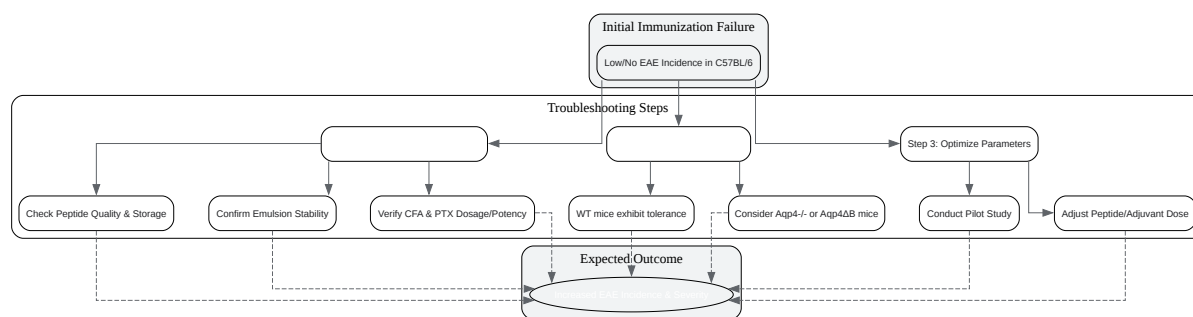 Initial Immunization Failure
Low/No EAE Incidence in C57BL/6
Troubleshooting Steps
Step 3: Optimize Parameters
Check Peptide Quality & Storage
Confirm Emulsion Stability
Verify CFA & PTX Dosage/Potency
WT mice exhibit tolerance
Consider Aqp4-/- or Aqp4ΔB mice
Conduct Pilot Study
Adjust Peptide/Adjuvant Dose
Expected Outcome